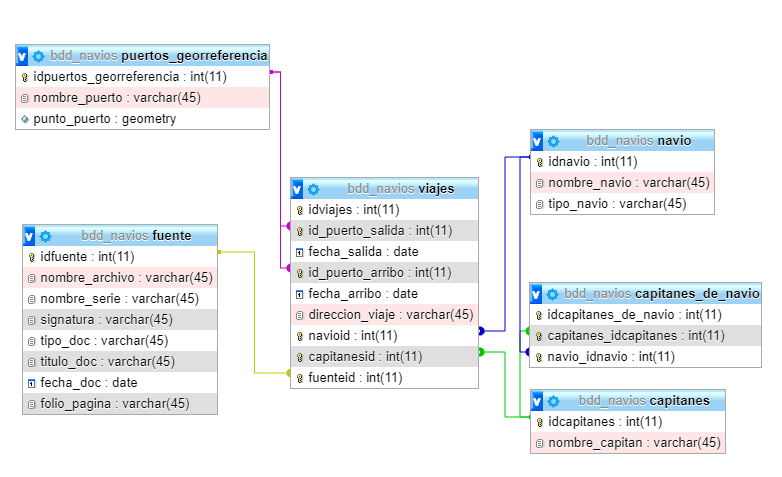 bdd_navios puertos_georreferencia
idpuertos_georreferencia : int(11)
nombre_puerto : varchar(45)
punto_puerto : geometry
bdd_navios fuente
idfuente : int(11)
nombre_archivo : varchar(45)
nombre_serie : varchar(45)
signatura : varchar(45)
tipo_doc : varchar(45)
titulo_doc : varchar(45)
fecha_doc : date
folio_pagina : varchar(45)
bdd_navios viajes
idviajes : int(11)
id_puerto_salida : int(11)
fecha_salida : date
id_puerto_arribo : int(11)
fecha_arribo : date
direccion_viaje : varchar(45)
navioid : int(11)
capitanesid : int(11)
fuenteid : int(11)
bdd_navios navio
idnavio : int(11)
nombre_navio : varchar(45)
tipo_navio : varchar(45)
bdd_navios capitanes_de_navio
idcapitanes_de_navio : int(11)
capitanes_idcapitanes : int(11)
navio_idnavio : int(11)
bdd_navios capitanes
idcapitanes : int(11)
nombre_capitan : varchar(45)